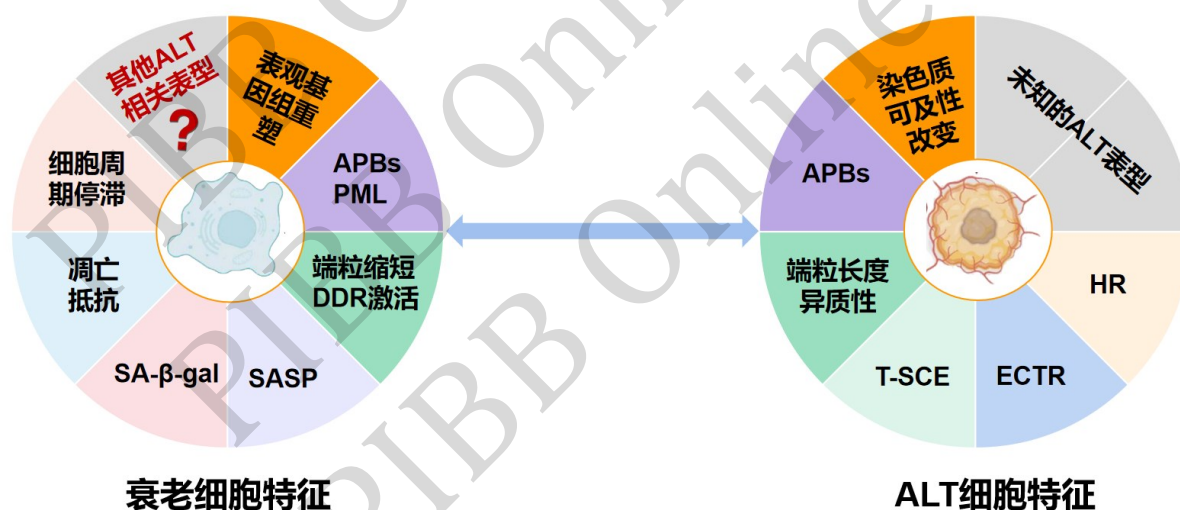 其他ALT
相关表型
?
表观基
因组重
塑
APBs
PML
端粒缩短
DDR激活
SASP
SA-β-gal
凋亡
抵抗
细胞周
期停滞
衰老细胞特征
染色质
可及性
改变
未知的ALT表型
HR
ECTR
T-SCE
端粒长度
异质性
APBs
ALT细胞特征
PIBB Online
PIBB Online